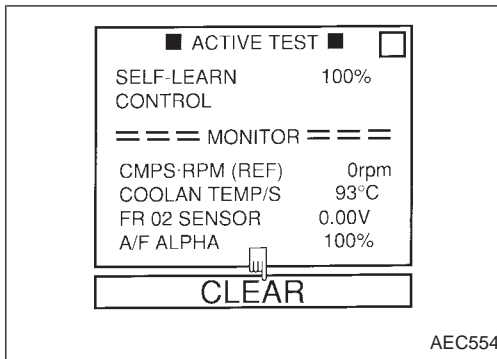 ■ ACTIVE TEST ■
SELF-LEARN 100%
CONTROL
=== MONITOR ===
CMPS·RPM (REF) 0rpm
COOLAN TEMP/S 93°C
FR 02 SENSOR 0.00V
A/F ALPHA 100%
CLEAR
AEC554